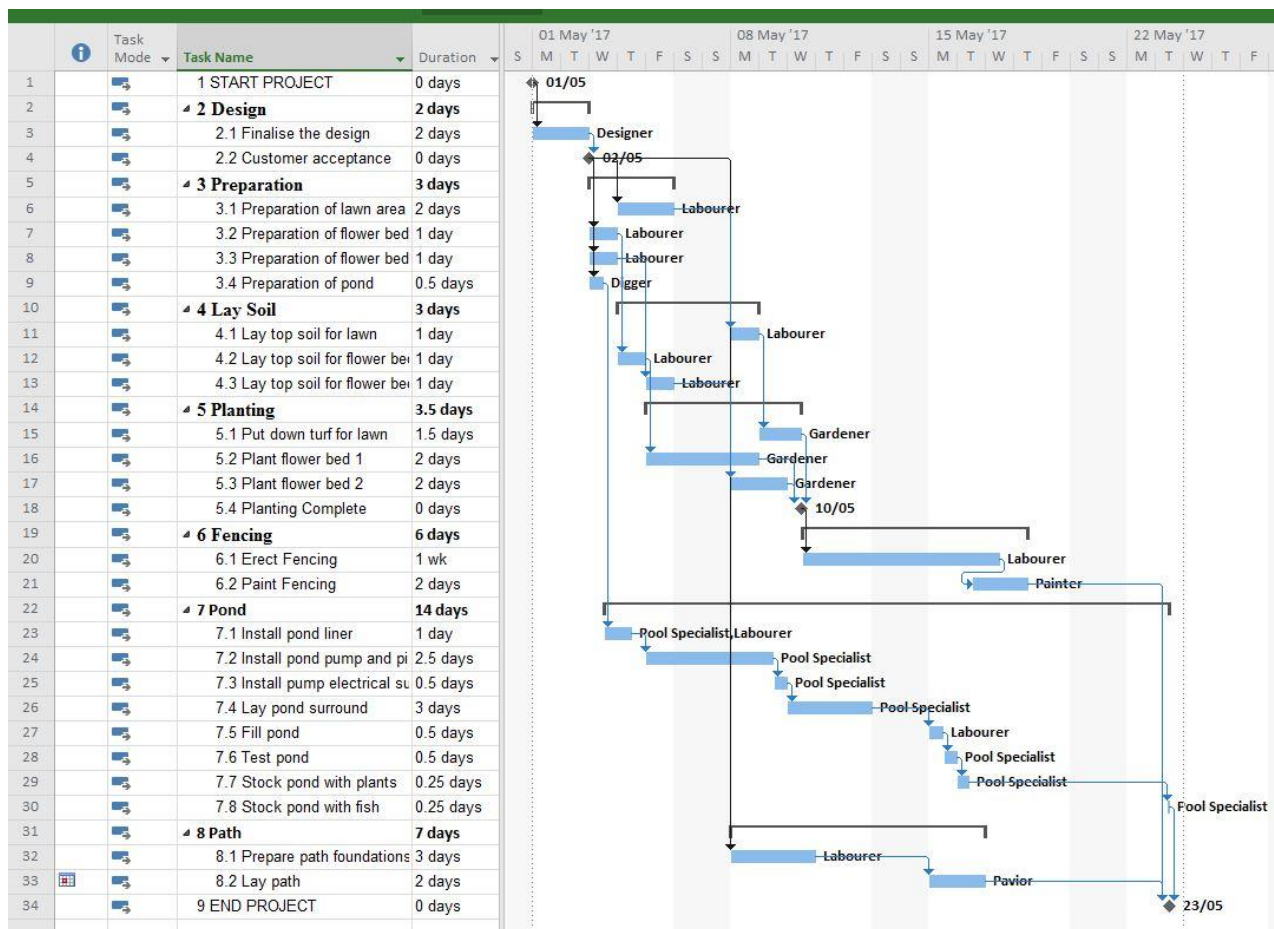 Task Mode Task Name Duration
01 May '17 08 May '17 15 May '17 22 May '17
S M T W T F S S M T W T F S S M T W T F S S M T W T F
1 1 START PROJECT 0 days 01/05
2 2 Design 2 days
3 2.1 Finalise the design 2 days Designer
4 2.2 Customer acceptance 0 days 02/05
5 3 Preparation 3 days
6 3.1 Preparation of lawn area 2 days Labourer
7 3.2 Preparation of flower bed 1 day Labourer
8 3.3 Preparation of flower bed 1 day Labourer
9 3.4 Preparation of pond 0.5 days Digger
10 4 Lay Soil 3 days
11 4.1 Lay top soil for lawn 1 day Labourer
12 4.2 Lay top soil for flower be 1 day Labourer
13 4.3 Lay top soil for flower be 1 day Labourer
14 5 Planting 3.5 days
15 5.1 Put down turf for lawn 1.5 days Gardener
16 5.2 Plant flower bed 1 2 days Gardener
17 5.3 Plant flower bed 2 2 days Gardener
18 5.4 Planting Complete 0 days 10/05
19 6 Fencing 6 days
20 6.1 Erect Fencing 1 wk Labourer
21 6.2 Paint Fencing 2 days Painter
22 7 Pond 14 days
23 7.1 Install pond liner 1 day Pool Specialist,Labourer
24 7.2 Install pond pump and pi 2.5 days Pool Specialist
25 7.3 Install pump electrical su 0.5 days Pool Specialist
26 7.4 Lay pond surround 3 days Pool Specialist
27 7.5 Fill pond 0.5 days Labourer
28 7.6 Test pond 0.5 days Pool Specialist
29 7.7 Stock pond with plants 0.25 days Pool Specialist
30 7.8 Stock pond with fish 0.25 days Pool Specialist
31 8 Path 7 days
32 8.1 Prepare path foundations 3 days Labourer
33 8.2 Lay path 2 days Pavior
34 9 END PROJECT 0 days 23/05